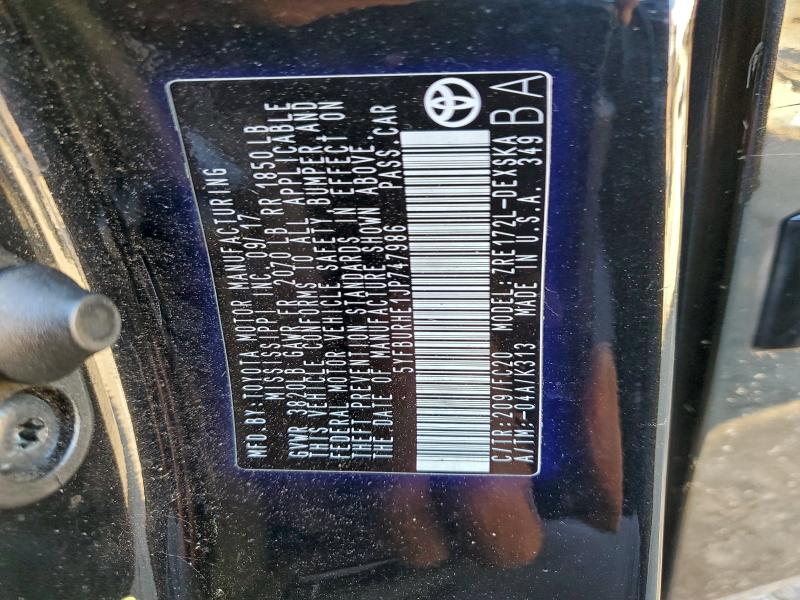 MFD.BY:TOYOTA MOTOR MANUFACTURING
MISSISSIPPI INC 09/17
GVWR 3820LB GAWR FR 2020 LB RR 1850LB
THIS VEHICLE CONFORMS TO ALL APPLICABLE
FEDERAL MOTOR VEHICLE SAFETY BUMPER AND
THEFT PREVENTION STANDARDS IN EFFECT ON
THE DATE OF MANUFACTURE SHOWN ABOVE
5YFBURHE1JP747986 PASS.CAR
C/TR:209/FC20 MODEL:ZRE172L-DEXSKA
A/TM:-04A/K313 MADE IN U.S.A. 349
BA